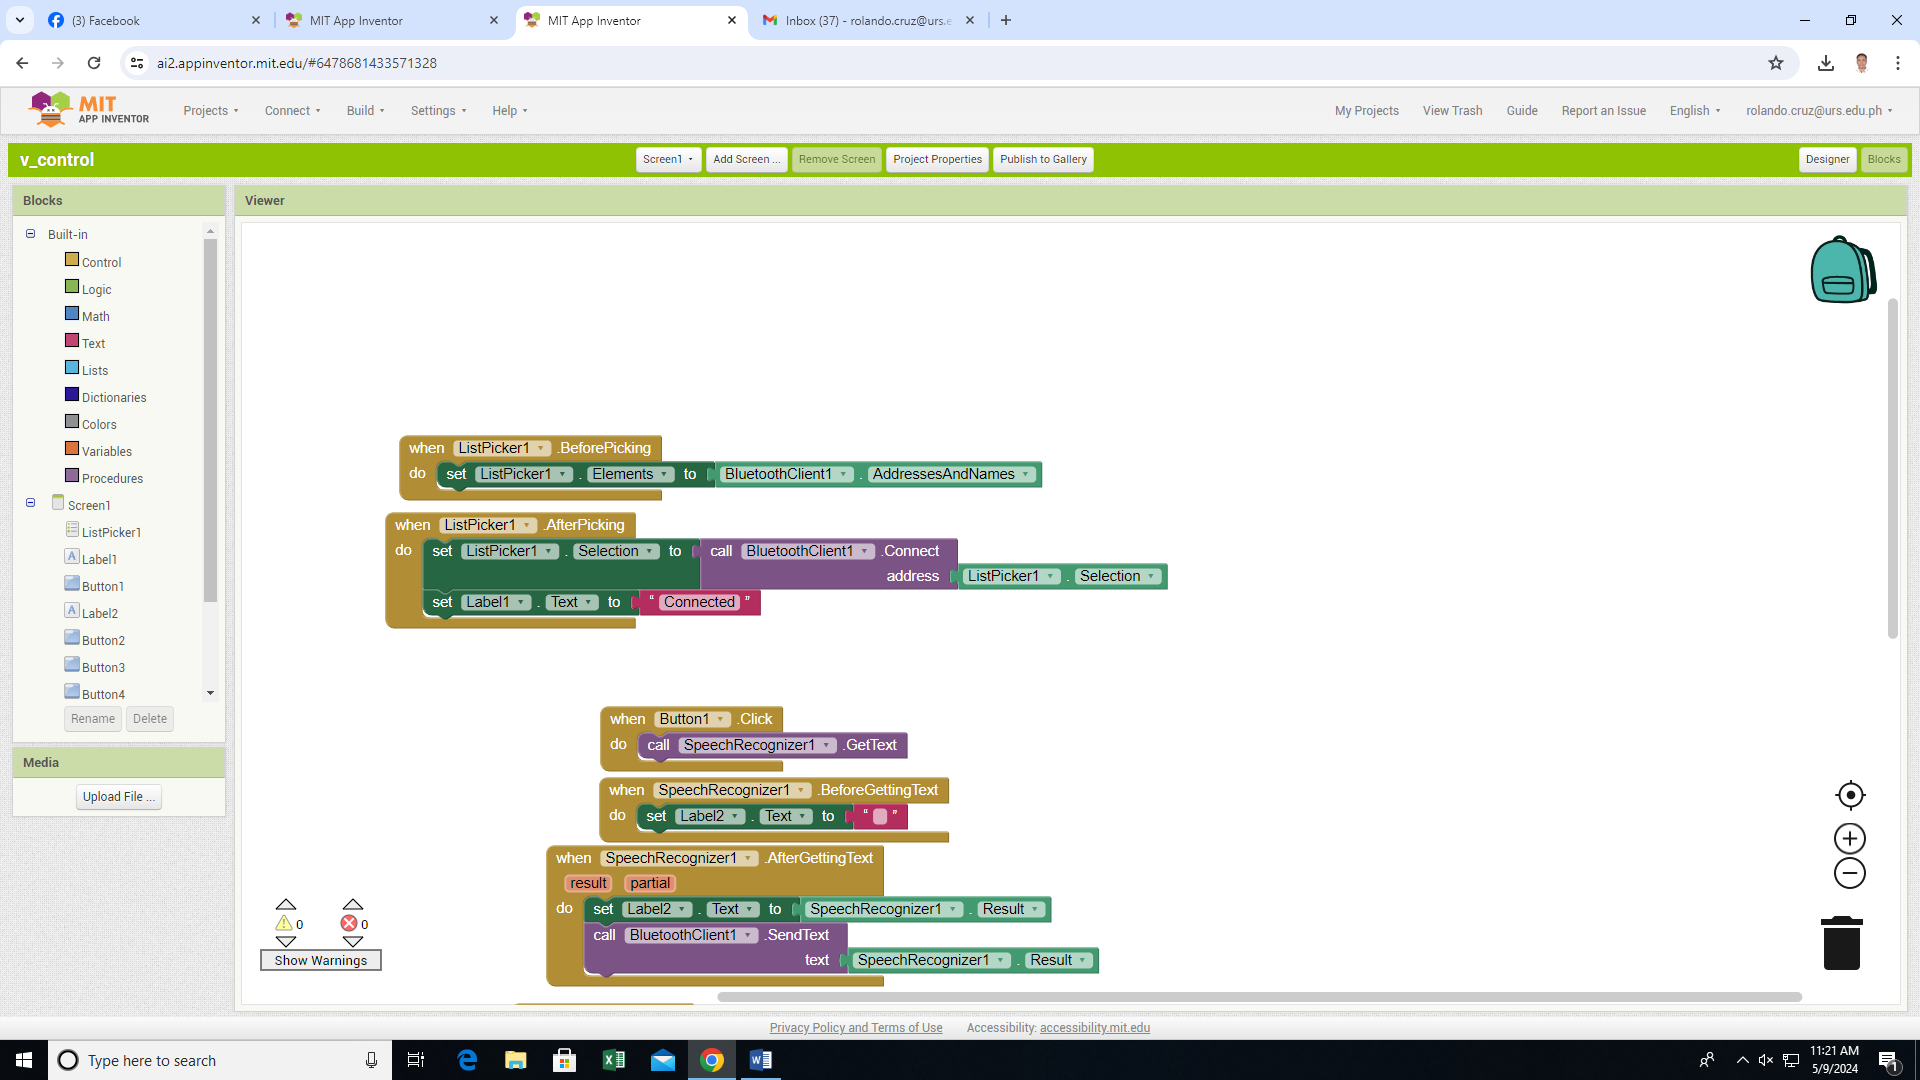 (3) Facebook
MIT App Inventor
MIT App Inventor
Inbox (37) - rolando.cruz@urs.e
ai2.appinventor.mit.edu/#6478681433571328
MIT
APP INVENTOR
Projects
Connect
Build
Settings
Help
My Projects
View Trash
Guide
Report an Issue
English
rolando.cruz@urs.edu.ph
v_control
Screen1
Add Screen ...
Remove Screen
Project Properties
Publish to Gallery
Designer
Blocks
Blocks
Built-in
Control
Logic
Math
Text
Lists
Dictionaries
Colors
Variables
Procedures
Screen1
ListPicker1
A Label1
Button1
A Label2
Button2
Button3
Button4
Rename
Delete
Media
Upload File ...
Viewer
when ListPicker1 .BeforePicking
do set ListPicker1 . Elements to BluetoothClient1 . AddressesAndNames
when ListPicker1 .AfterPicking
do set ListPicker1 . Selection to call BluetoothClient1 .Connect
address ListPicker1 . Selection
set Label1 . Text to “ Connected ”
when Button1 .Click
do call SpeechRecognizer1 .GetText
when SpeechRecognizer1 .BeforeGettingText
do set Label2 . Text to “ ”
when SpeechRecognizer1 .AfterGettingText
result partial
do set Label2 . Text to SpeechRecognizer1 . Result
call BluetoothClient1 .SendText
text SpeechRecognizer1 . Result
0
0
Show Warnings
Privacy Policy and Terms of Use
Accessibility: accessibility.mit.edu
Type here to search
11:21 AM
5/9/2024
1